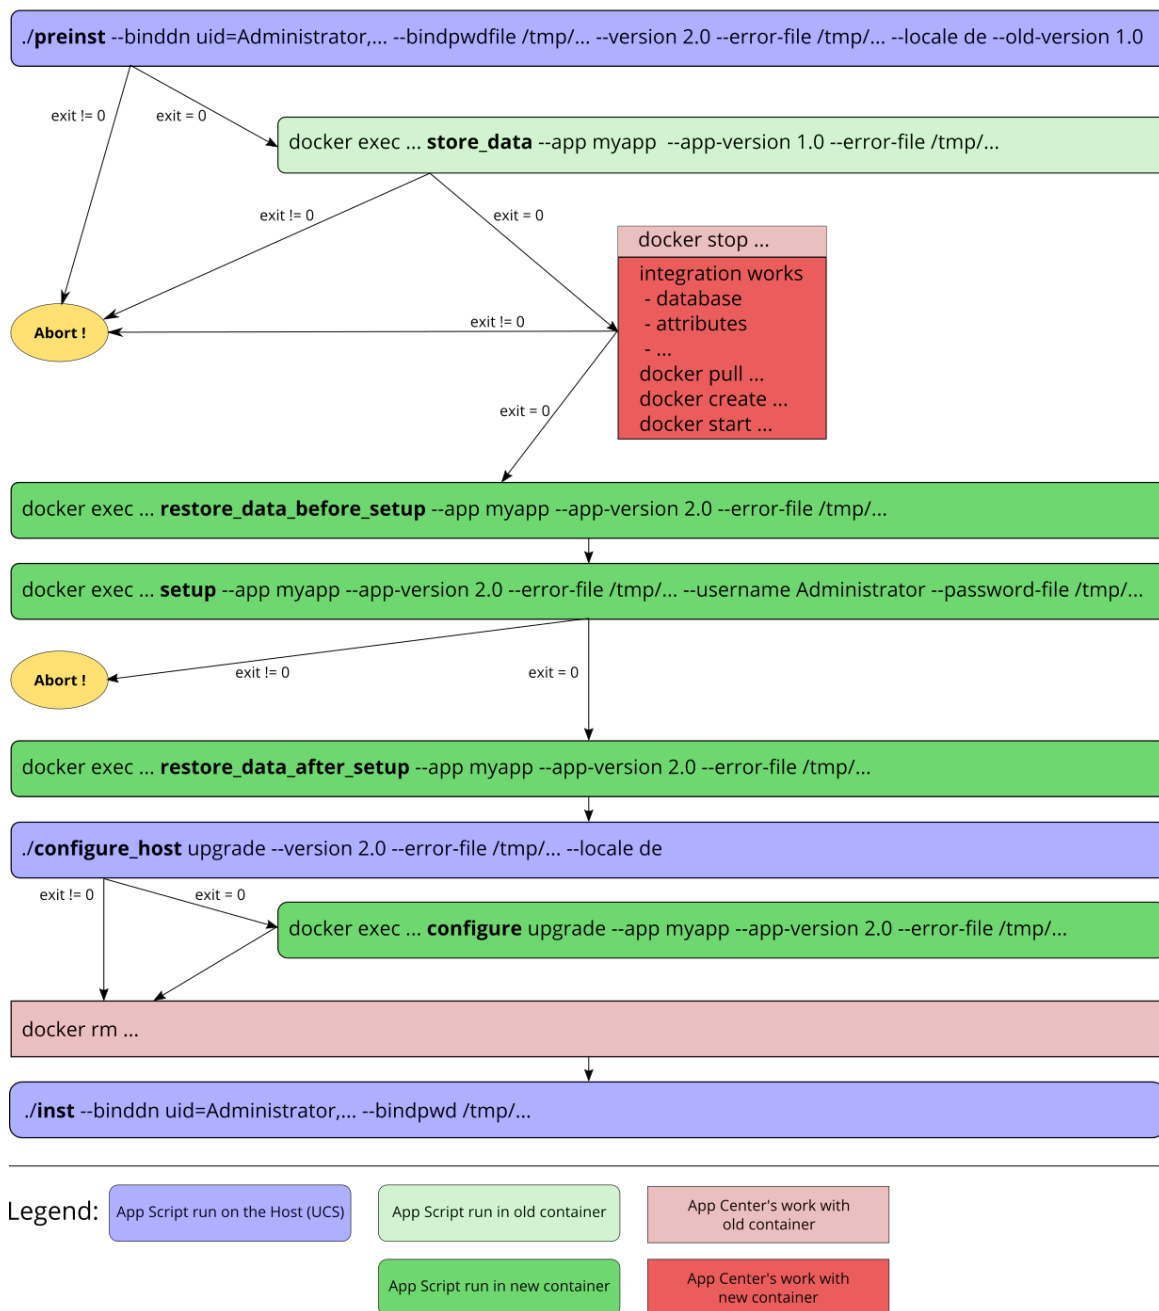 ./preinst --binddn uid=Administrator,... --bindpwdfile /tmp/... --version 2.0 --error-file /tmp/... --locale de --old-version 1.0
exit != 0
exit = 0
docker exec ... store_data --app myapp  --app-version 1.0 --error-file /tmp/...
exit != 0
exit = 0
docker stop ...
integration works
- database
- attributes
- ...
docker pull ...
docker create ...
docker start ...
Abort !
exit != 0
exit = 0
docker exec ... restore_data_before_setup --app myapp --app-version 2.0 --error-file /tmp/...
docker exec ... setup --app myapp --app-version 2.0 --error-file /tmp/... --username Administrator --password-file /tmp/...
Abort !
exit != 0
exit = 0
docker exec ... restore_data_after_setup --app myapp --app-version 2.0 --error-file /tmp/...
./configure_host upgrade --version 2.0 --error-file /tmp/... --locale de
exit != 0
exit = 0
docker exec ... configure upgrade --app myapp --app-version 2.0 --error-file /tmp/...
docker rm ...
./inst --binddn uid=Administrator,... --bindpwd /tmp/...
Legend:
App Script run on the Host (UCS)
App Script run in old container
App Center's work with
old container
App Script run in new container
App Center's work with
new container